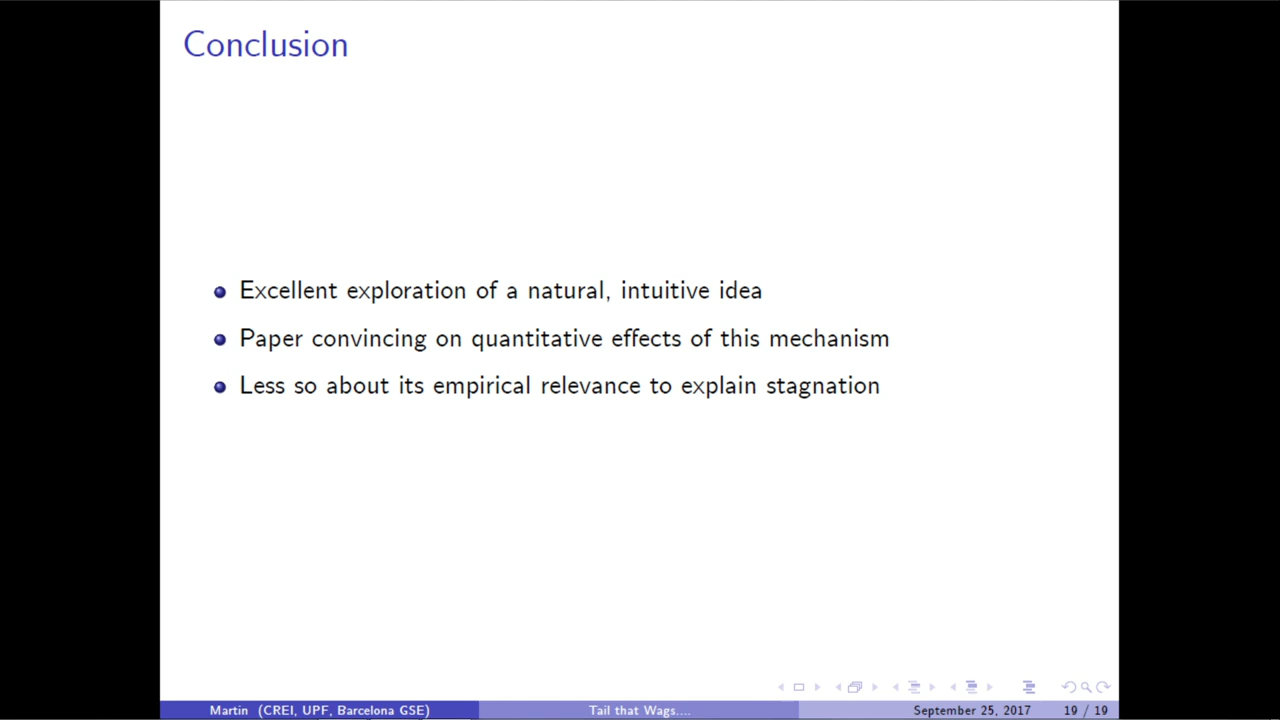 Conclusion
Excellent exploration of a natural, intuitive idea
Paper convincing on quantitative effects of this mechanism
Less so about its empirical relevance to explain stagnation
Martin (CREI, UPF, Barcelona GSE)
Tail that Wags....
September 25, 2017
19 / 19